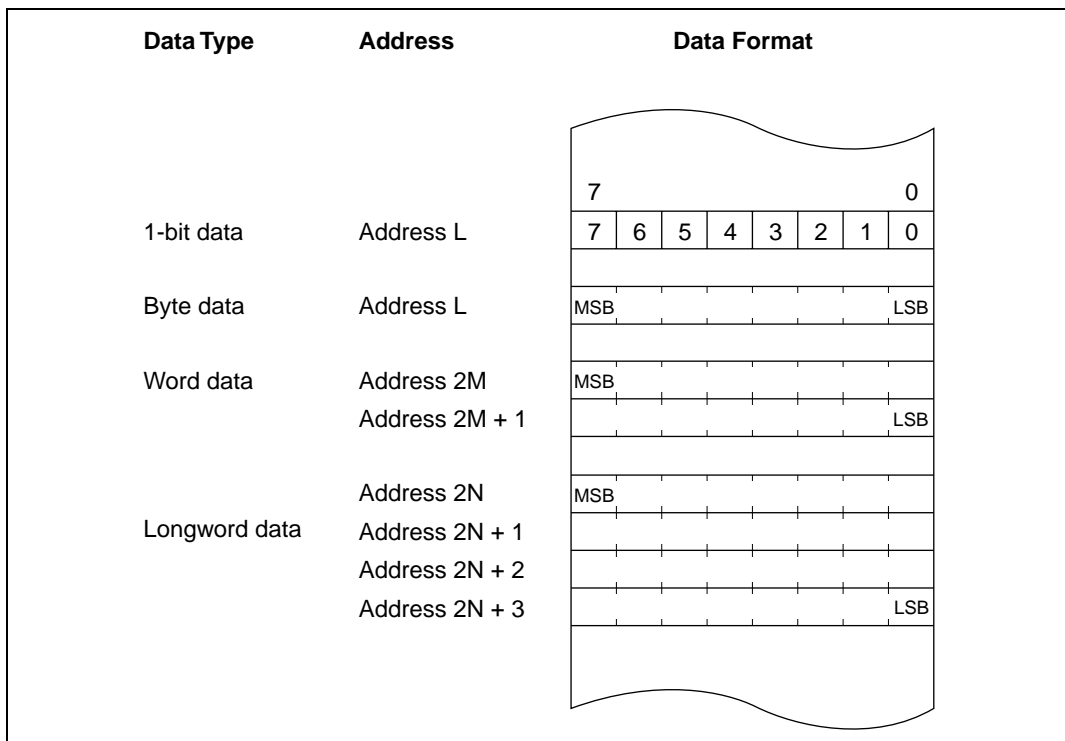 Data Type Address Data Format
7 0
1-bit data Address L 7 6 5 4 3 2 1 0
Byte data Address L MSB LSB
Word data Address 2M MSB
Address 2M + 1 LSB
Address 2N MSB
Longword data Address 2N + 1
Address 2N + 2
Address 2N + 3 LSB